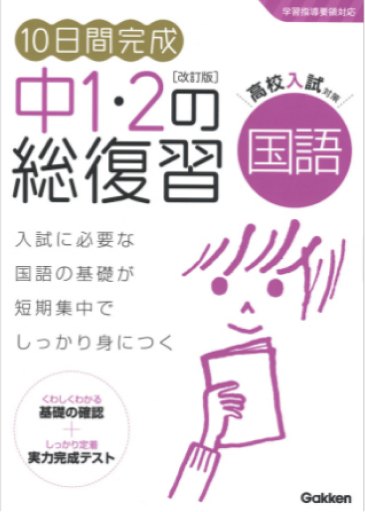 学習指導要領対応
10日間完成
中1・2の
[改訂版]
総復習
高校入試対策
国語
入試に必要な
国語の基礎が
短期集中で
しっかり身につく
くわしくわかる
基礎の確認
+
しっかり定着
実力完成テスト
Gakken